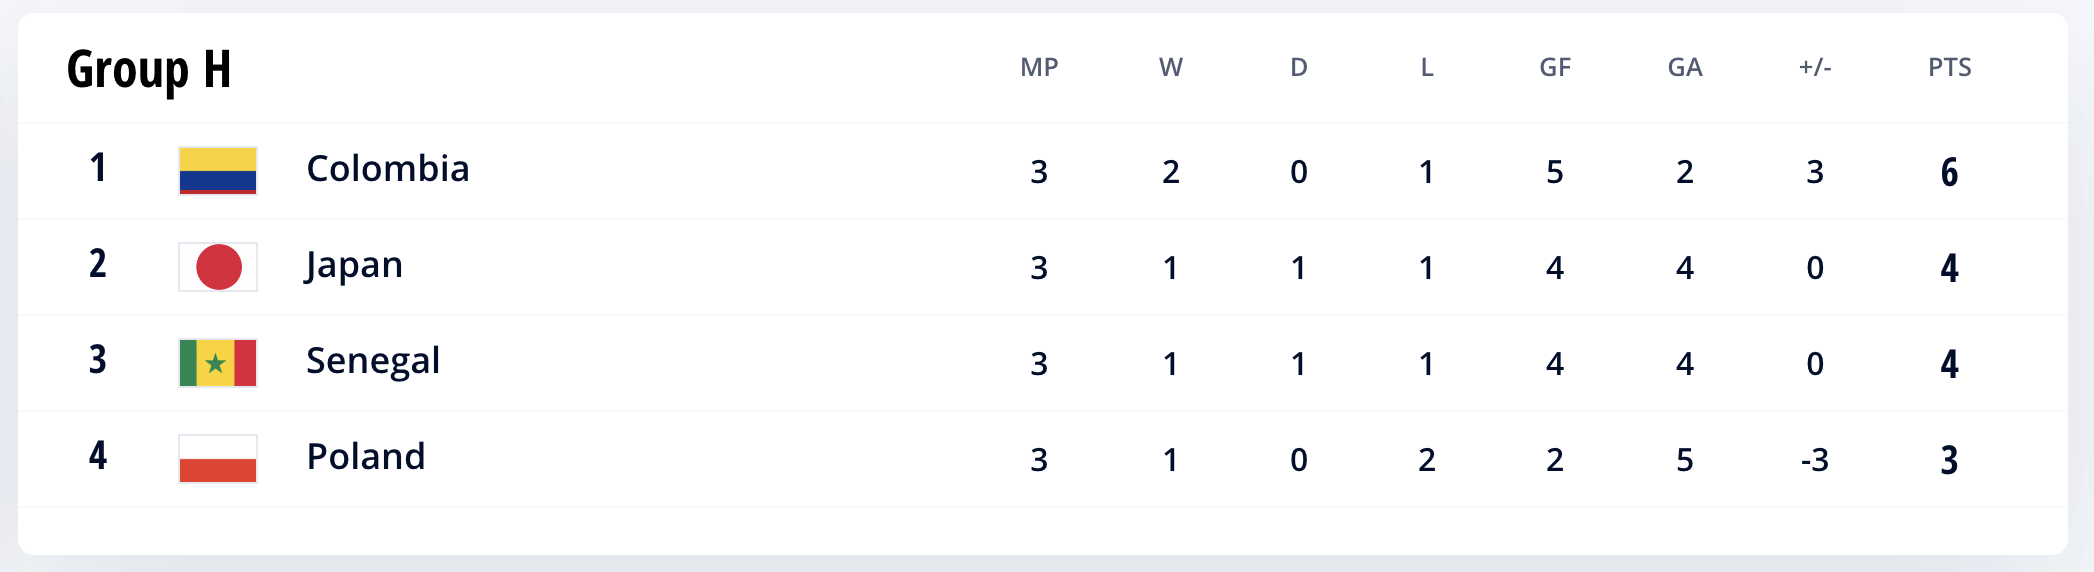 Group H MP W D L GF GA +/- PTS
1 Colombia 3 2 0 1 5 2 3 6
2 Japan 3 1 1 1 4 4 0 4
3 Senegal 3 1 1 1 4 4 0 4
4 Poland 3 1 0 2 2 5 -3 3